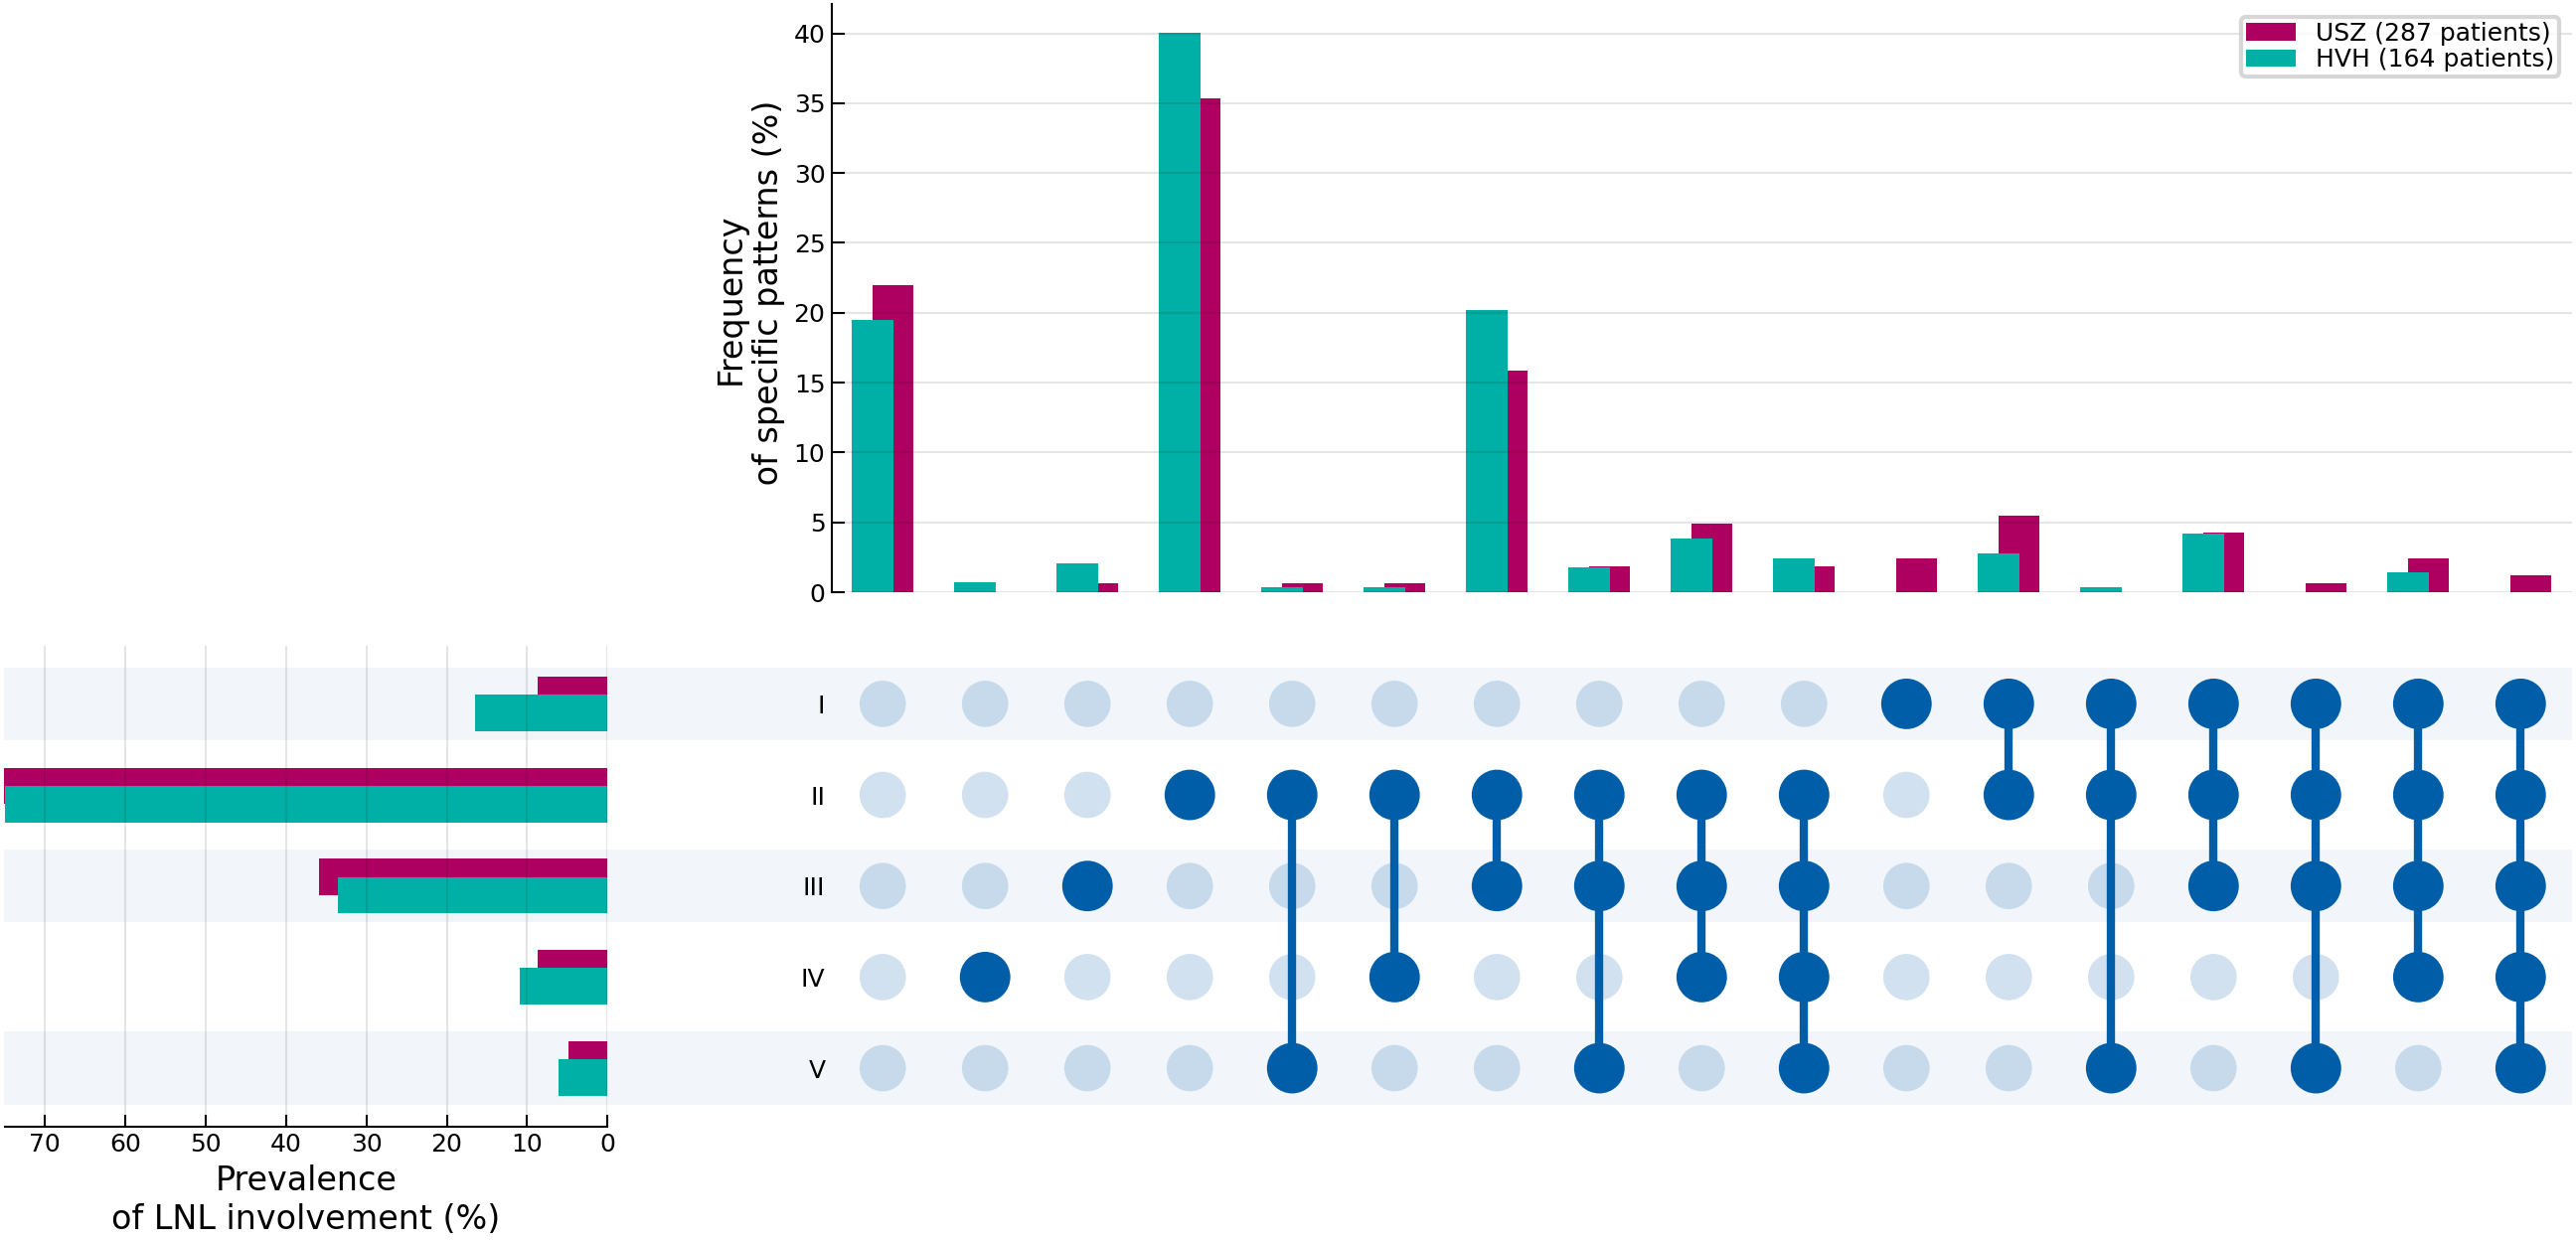 Frequency
of specific patterns (%)
40
35
30
25
20
15
10
5
0
USZ (287 patients)
HVH (164 patients)
I
II
III
IV
V
70 60 50 40 30 20 10 0
Prevalence
of LNL involvement (%)